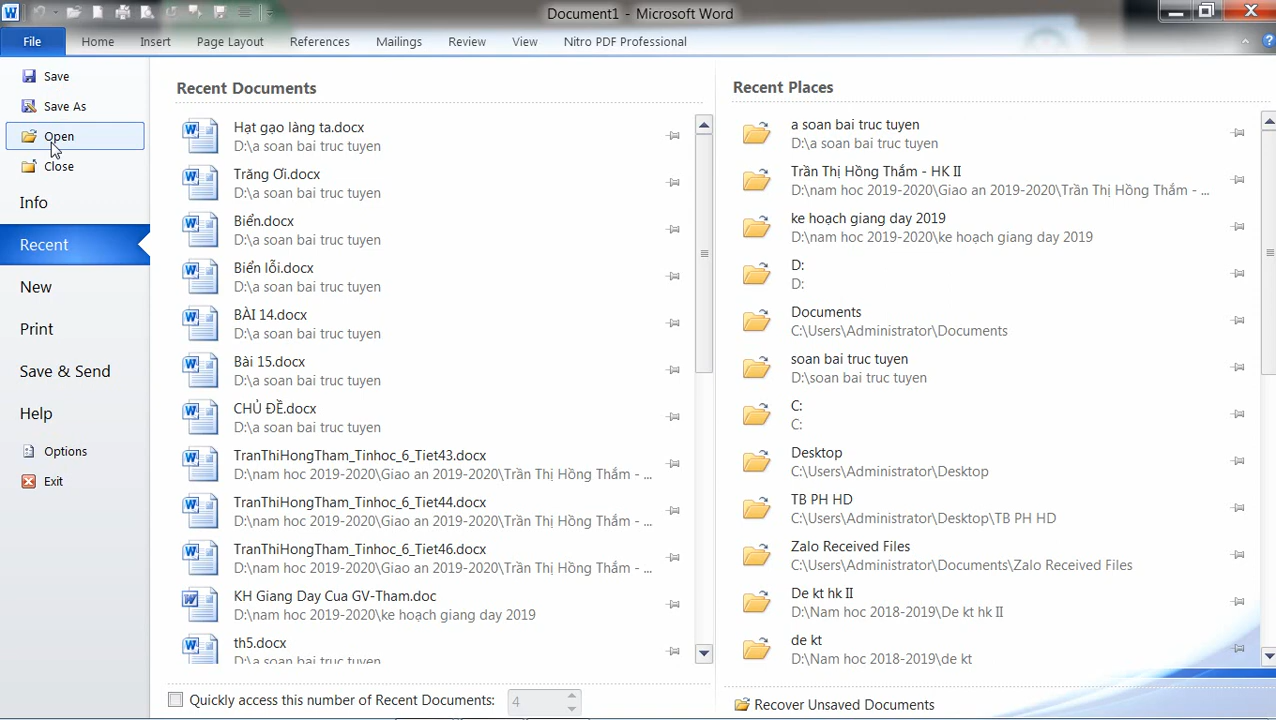 Document1 - Microsoft Word
File Home Insert Page Layout References Mailings Review View Nitro PDF Professional
Save
Save As
Open
Close
Info
Recent
New
Print
Save & Send
Help
Options
Exit
Recent Documents
Hạt gạo làng ta.docx
D:\a soan bai truc tuyen
Trăng Ơi.docx
D:\a soan bai truc tuyen
Biển.docx
D:\a soan bai truc tuyen
Biển lỗi.docx
D:\a soan bai truc tuyen
BÀI 14.docx
D:\a soan bai truc tuyen
Bài 15.docx
D:\a soan bai truc tuyen
CHỦ ĐỀ.docx
D:\a soan bai truc tuyen
TranThiHongTham_Tinhoc_6_Tiet43.docx
D:\nam hoc 2019-2020\Giao an 2019-2020\Trần Thị Hồng Thắm - ...
TranThiHongTham_Tinhoc_6_Tiet44.docx
D:\nam hoc 2019-2020\Giao an 2019-2020\Trần Thị Hồng Thắm - ...
TranThiHongTham_Tinhoc_6_Tiet46.docx
D:\nam hoc 2019-2020\Giao an 2019-2020\Trần Thị Hồng Thắm - ...
KH Giang Day Cua GV-Tham.doc
D:\nam hoc 2019-2020\ke hoạch giang day 2019
th5.docx
D:\a soan bai truc tuyen
Quickly access this number of Recent Documents: 4
Recent Places
a soan bai truc tuyen
D:\a soan bai truc tuyen
Trần Thị Hồng Thắm - HK II
D:\nam hoc 2019-2020\Giao an 2019-2020\Trần Thị Hồng Thắm - ...
ke hoạch giang day 2019
D:\nam hoc 2019-2020\ke hoạch giang day 2019
D:
D:
Documents
C:\Users\Administrator\Documents
soan bai truc tuyen
D:\soan bai truc tuyen
C:
C:
Desktop
C:\Users\Administrator\Desktop
TB PH HD
C:\Users\Administrator\Desktop\TB PH HD
Zalo Received Files
C:\Users\Administrator\Documents\Zalo Received Files
De kt hk II
D:\Nam hoc 2018-2019\De kt hk II
de kt
D:\Nam hoc 2018-2019\de kt
Recover Unsaved Documents